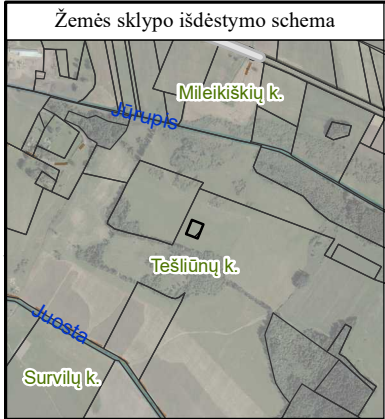 Žemės sklypo išdėstymo schema
Mileikiškių k.
Jūrupis
Tešliūnų k.
Juosta
Survilų k.